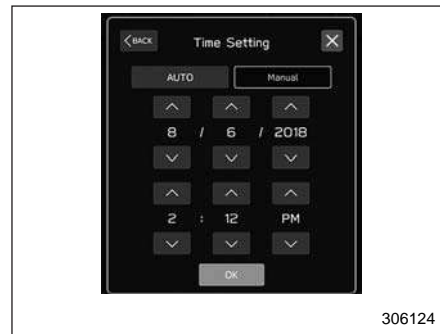 BACK Time Setting X
AUTO Manual
8 / 6 / 2018
2 : 12 PM
OK
306124